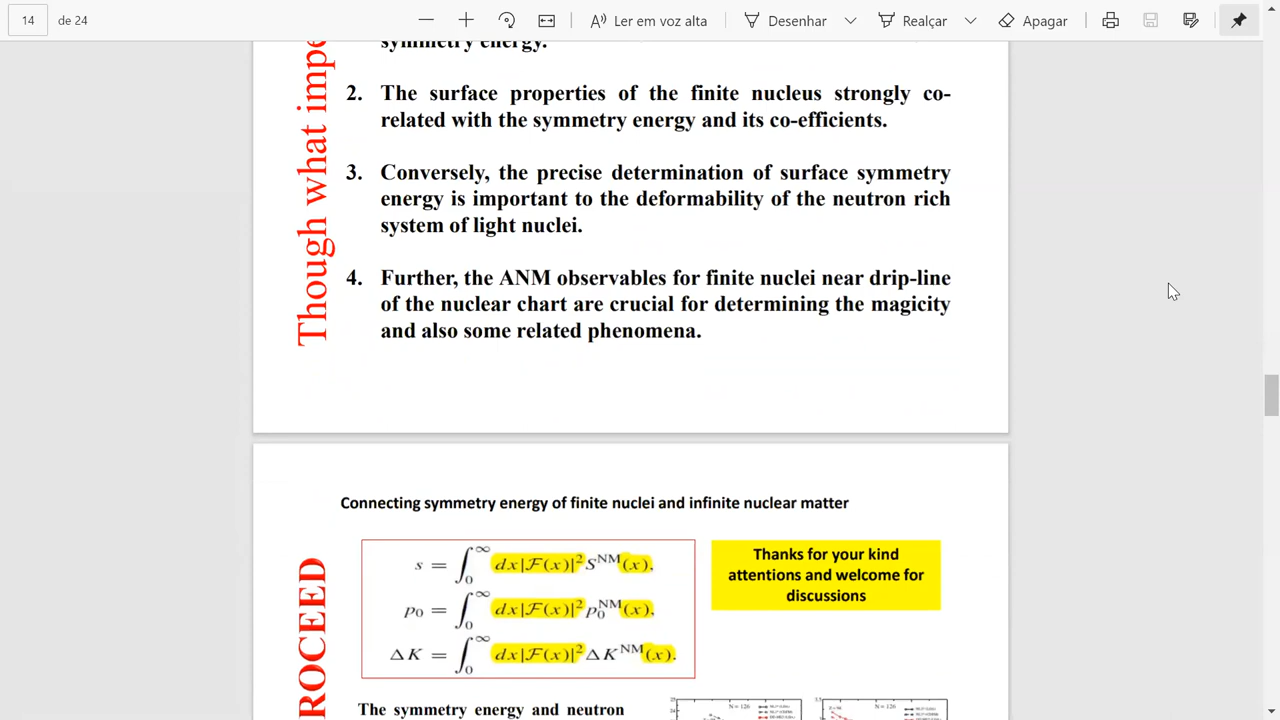 14 de 24 Ler em voz alta Desenhar Realçar Apagar
symmetry energy.
2. The surface properties of the finite nucleus strongly co-
related with the symmetry energy and its co-efficients.
3. Conversely, the precise determination of surface symmetry
energy is important to the deformability of the neutron rich
system of light nuclei.
4. Further, the ANM observables for finite nuclei near drip-line
of the nuclear chart are crucial for determining the magicity
and also some related phenomena.
Though what impe
Connecting symmetry energy of finite nuclei and infinite nuclear matter
s = ∫₀^∞ dx|ℱ(x)|² S^NM(x),
p₀ = ∫₀^∞ dx|ℱ(x)|² p₀^NM(x),
ΔK = ∫₀^∞ dx|ℱ(x)|² ΔK^NM(x).
Thanks for your kind
attentions and welcome for
discussions
ROCEED
The symmetry energy and neutron
N = 126
N = 126